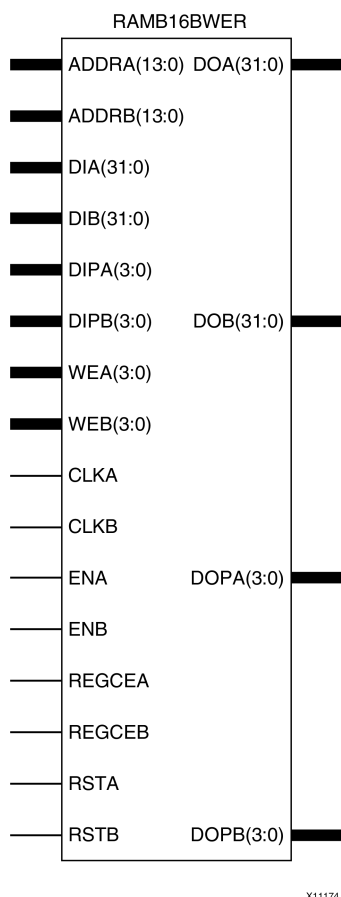 RAMB16BWER
ADDRA(13:0) DOA(31:0)
ADDRB(13:0)
DIA(31:0)
DIB(31:0)
DIPA(3:0)
DIPB(3:0) DOB(31:0)
WEA(3:0)
WEB(3:0)
CLKA
CLKB
ENA DOPA(3:0)
ENB
REGCEA
REGCEB
RSTA
RSTB DOPB(3:0)
X11174